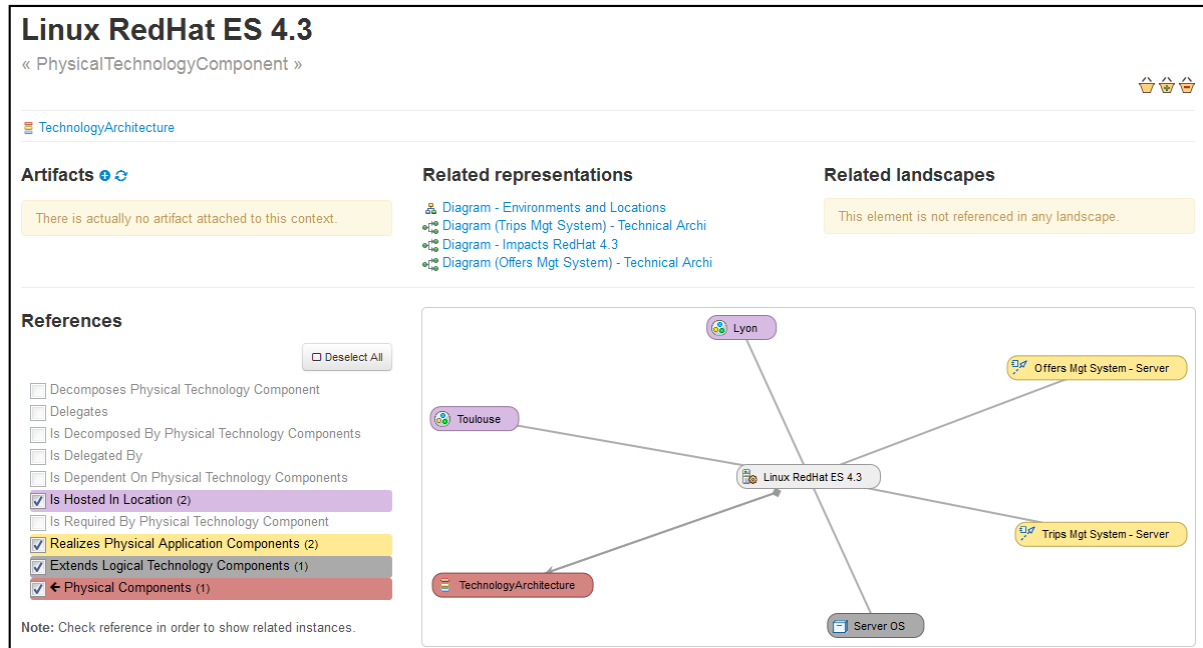 Linux RedHat ES 4.3
« PhysicalTechnologyComponent »
TechnologyArchitecture
Artifacts
There is actually no artifact attached to this context.
Related representations
Diagram - Environments and Locations
Diagram (Trips Mgt System) - Technical Archi
Diagram - Impacts RedHat 4.3
Diagram (Offers Mgt System) - Technical Archi
Related landscapes
This element is not referenced in any landscape.
References
Deselect All
Decomposes Physical Technology Component
Delegates
Is Decomposed By Physical Technology Components
Is Delegated By
Is Dependent On Physical Technology Components
Is Hosted In Location (2)
Is Required By Physical Technology Component
Realizes Physical Application Components (2)
Extends Logical Technology Components (1)
← Physical Components (1)
Note: Check reference in order to show related instances.
Lyon
Offers Mgt System - Server
Toulouse
Linux RedHat ES 4.3
Trips Mgt System - Server
TechnologyArchitecture
Server OS